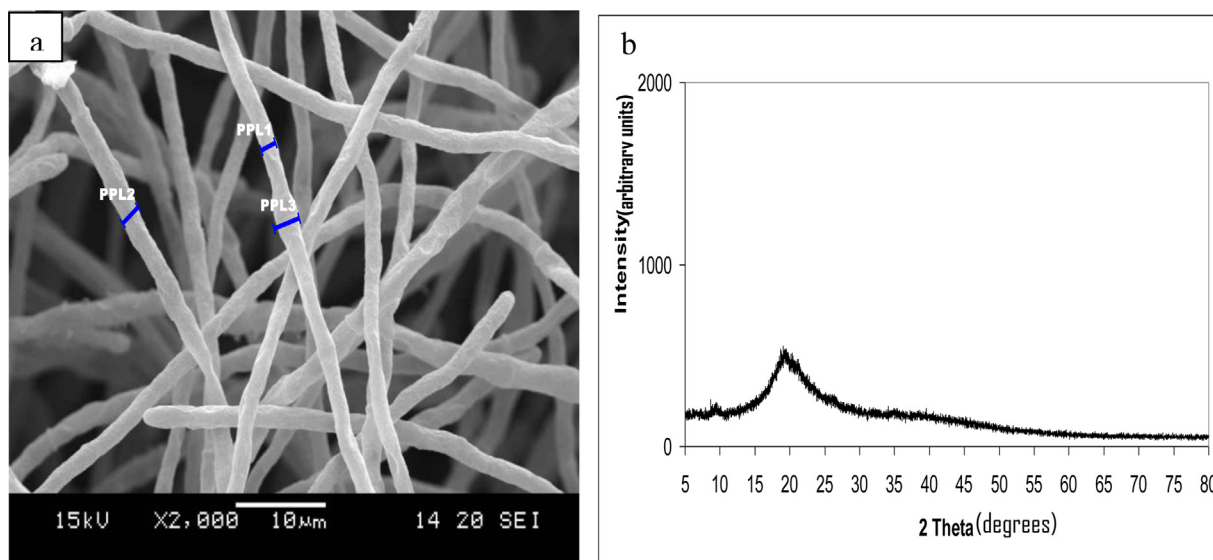 a
PPL1
PPL2
PPL3
15kV X2,000 10μm 14 20 SEI
b
Intensity(arbitrary units)
2000
1000
0
5 10 15 20 25 30 35 40 45 50 55 60 65 70 75 80
2 Theta(degrees)